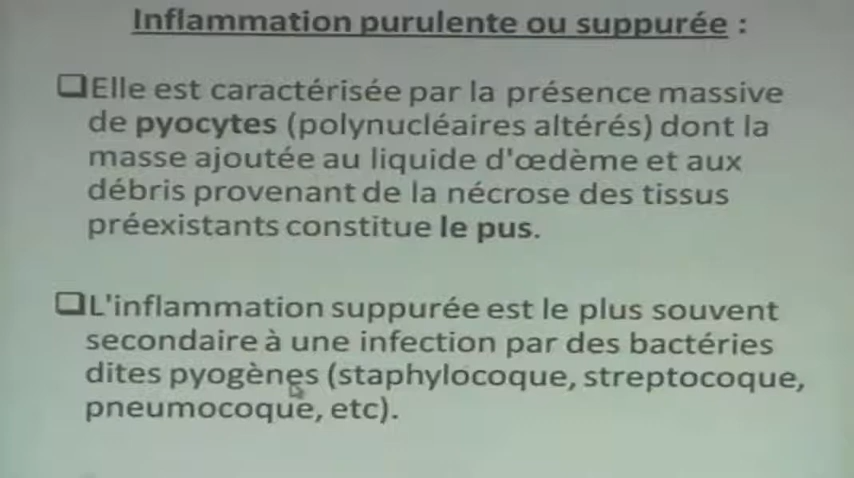 Inflammation purulente ou suppurée :
❑Elle est caractérisée par la présence massive
de pyocytes (polynucléaires altérés) dont la
masse ajoutée au liquide d'œdème et aux
débris provenant de la nécrose des tissus
préexistants constitue le pus.
❑L'inflammation suppurée est le plus souvent
secondaire à une infection par des bactéries
dites pyogènes (staphylocoque, streptocoque,
pneumocoque, etc).